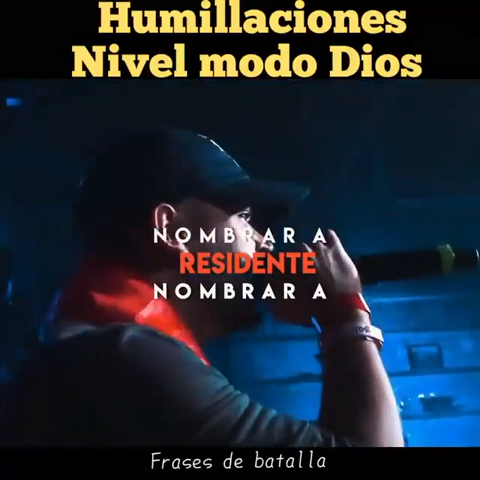 Humillaciones
Nivel modo Dios
NOMBRAR A
RESIDENTE
NOMBRAR A
Frases de batalla